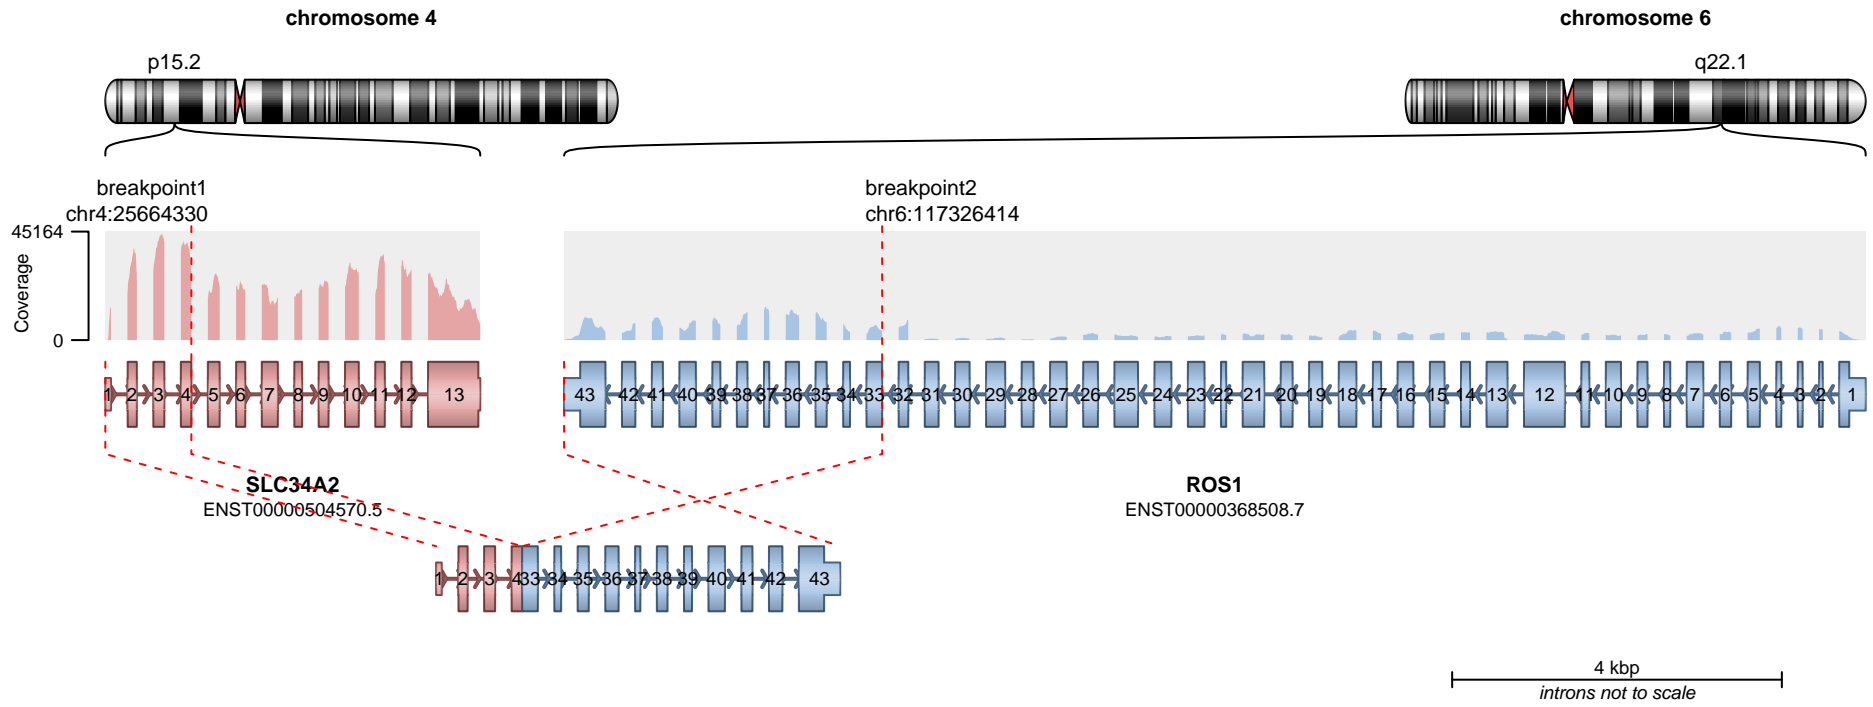 chromosome 4
chromosome 6
p15.2
q22.1
breakpoint1
chr4:25664330
breakpoint2
chr6:117326414
45164
Coverage
0
1 2 3 4 5 6 7 8 9 10 11 12 13
43 42 41 40 39 38 37 36 35 34 33 32 31 30 29 28 27 26 25 24 23 22 21 20 19 18 17 16 15 14 13 12 11 10 9 8 7 6 5 4 3 2 1
SLC34A2
ENST00000504570.5
ROS1
ENST00000368508.7
1 2 3 4 33 34 35 36 37 38 39 40 41 42 43
4 kbp
introns not to scale